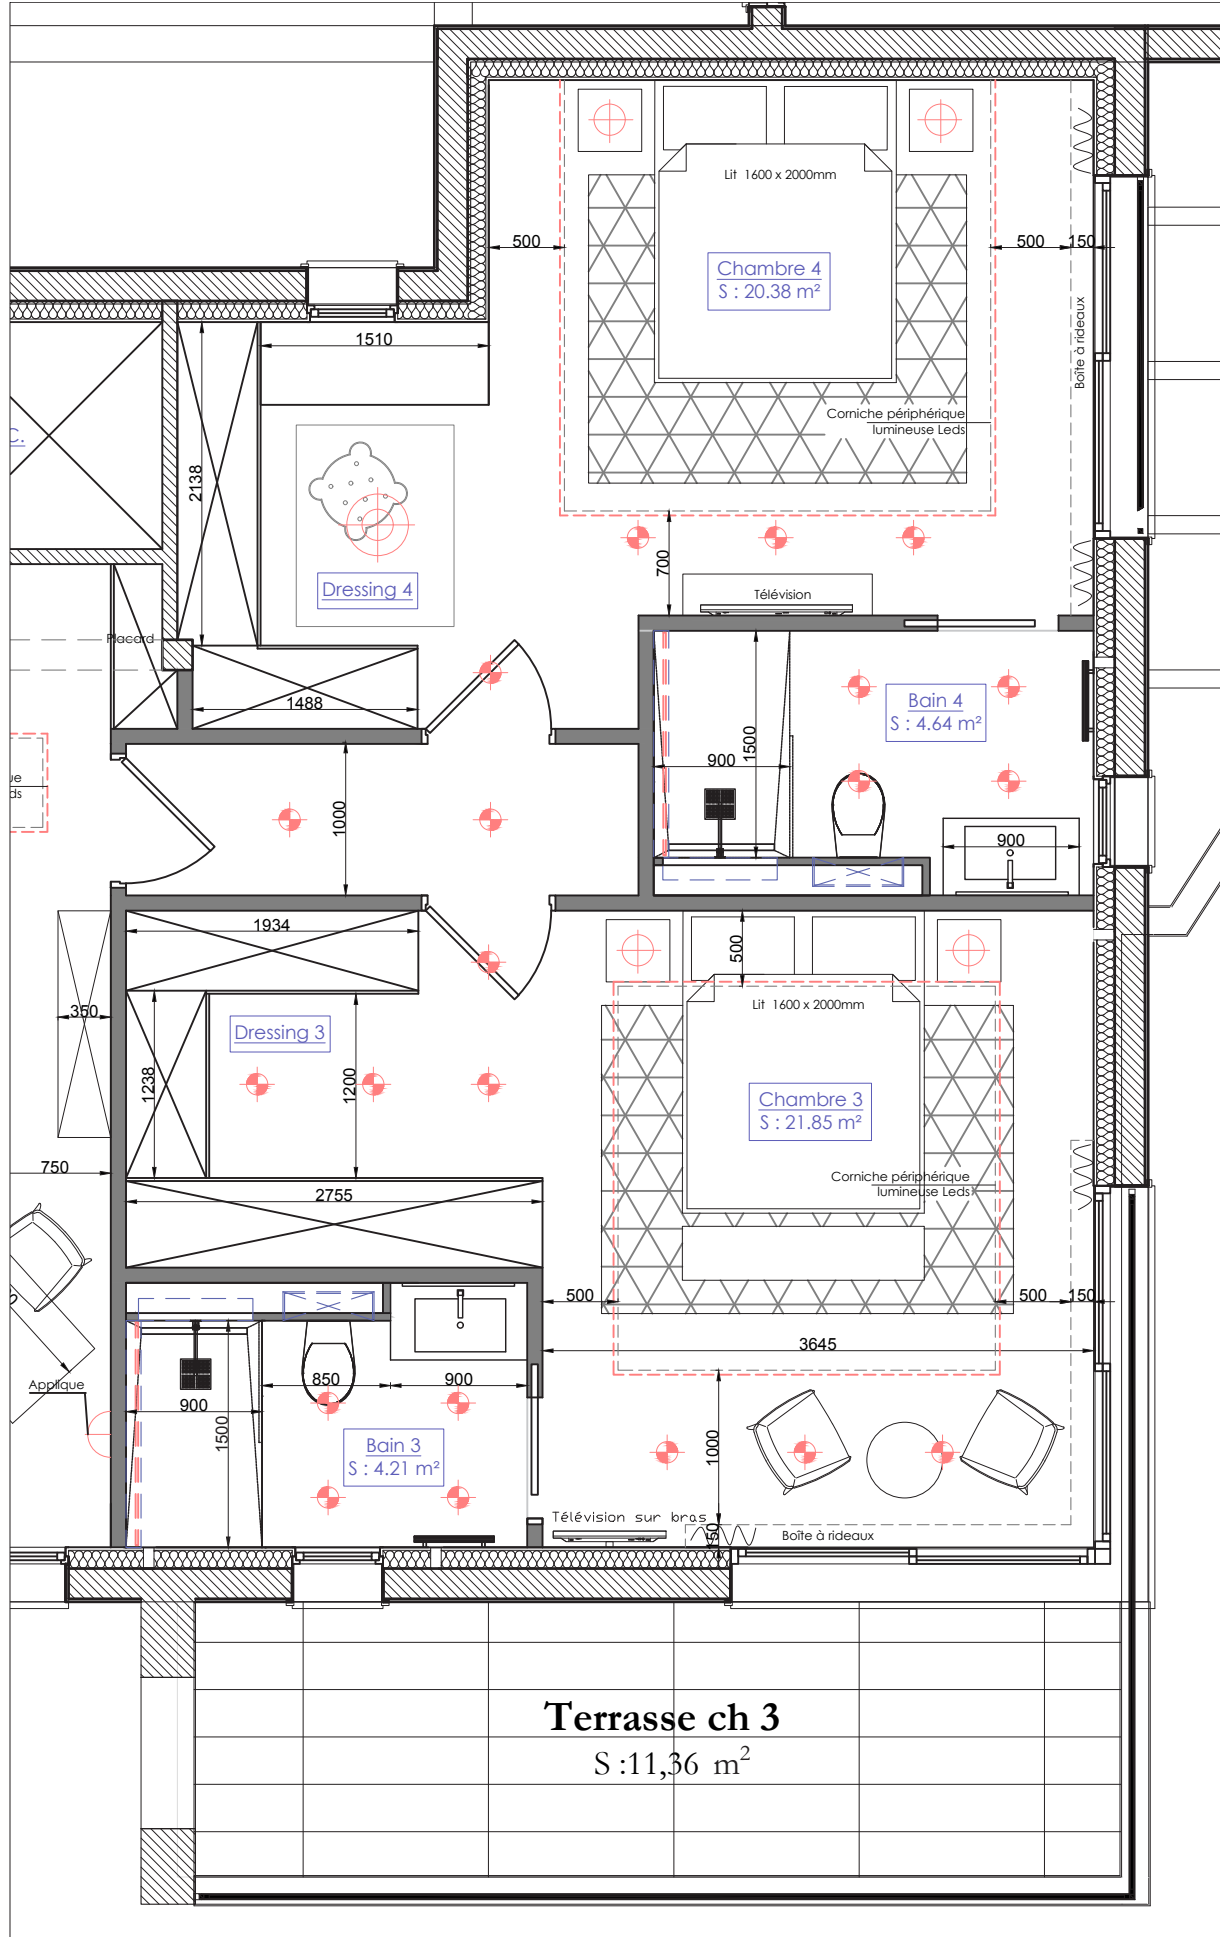 Lit 1600 x 2000mm
500
500
150
Chambre 4
S : 20.38 m²
Boîte à rideaux
1510
Corniche périphérique
lumineuse Leds
C.
2138
700
Dressing 4
Télévision
Placard
1488
Bain 4
S : 4.64 m²
900
1500
1000
ue
ds
900
1934
500
350
Lit 1600 x 2000mm
Dressing 3
1238
1200
Chambre 3
S : 21.85 m²
750
Corniche périphérique
lumineuse Leds
2755
500
500
150
3645
850
900
Applique
900
1500
Bain 3
S : 4.21 m²
1000
Télévision sur bras
150
Boîte à rideaux
Terrasse ch 3
S :11,36 m²